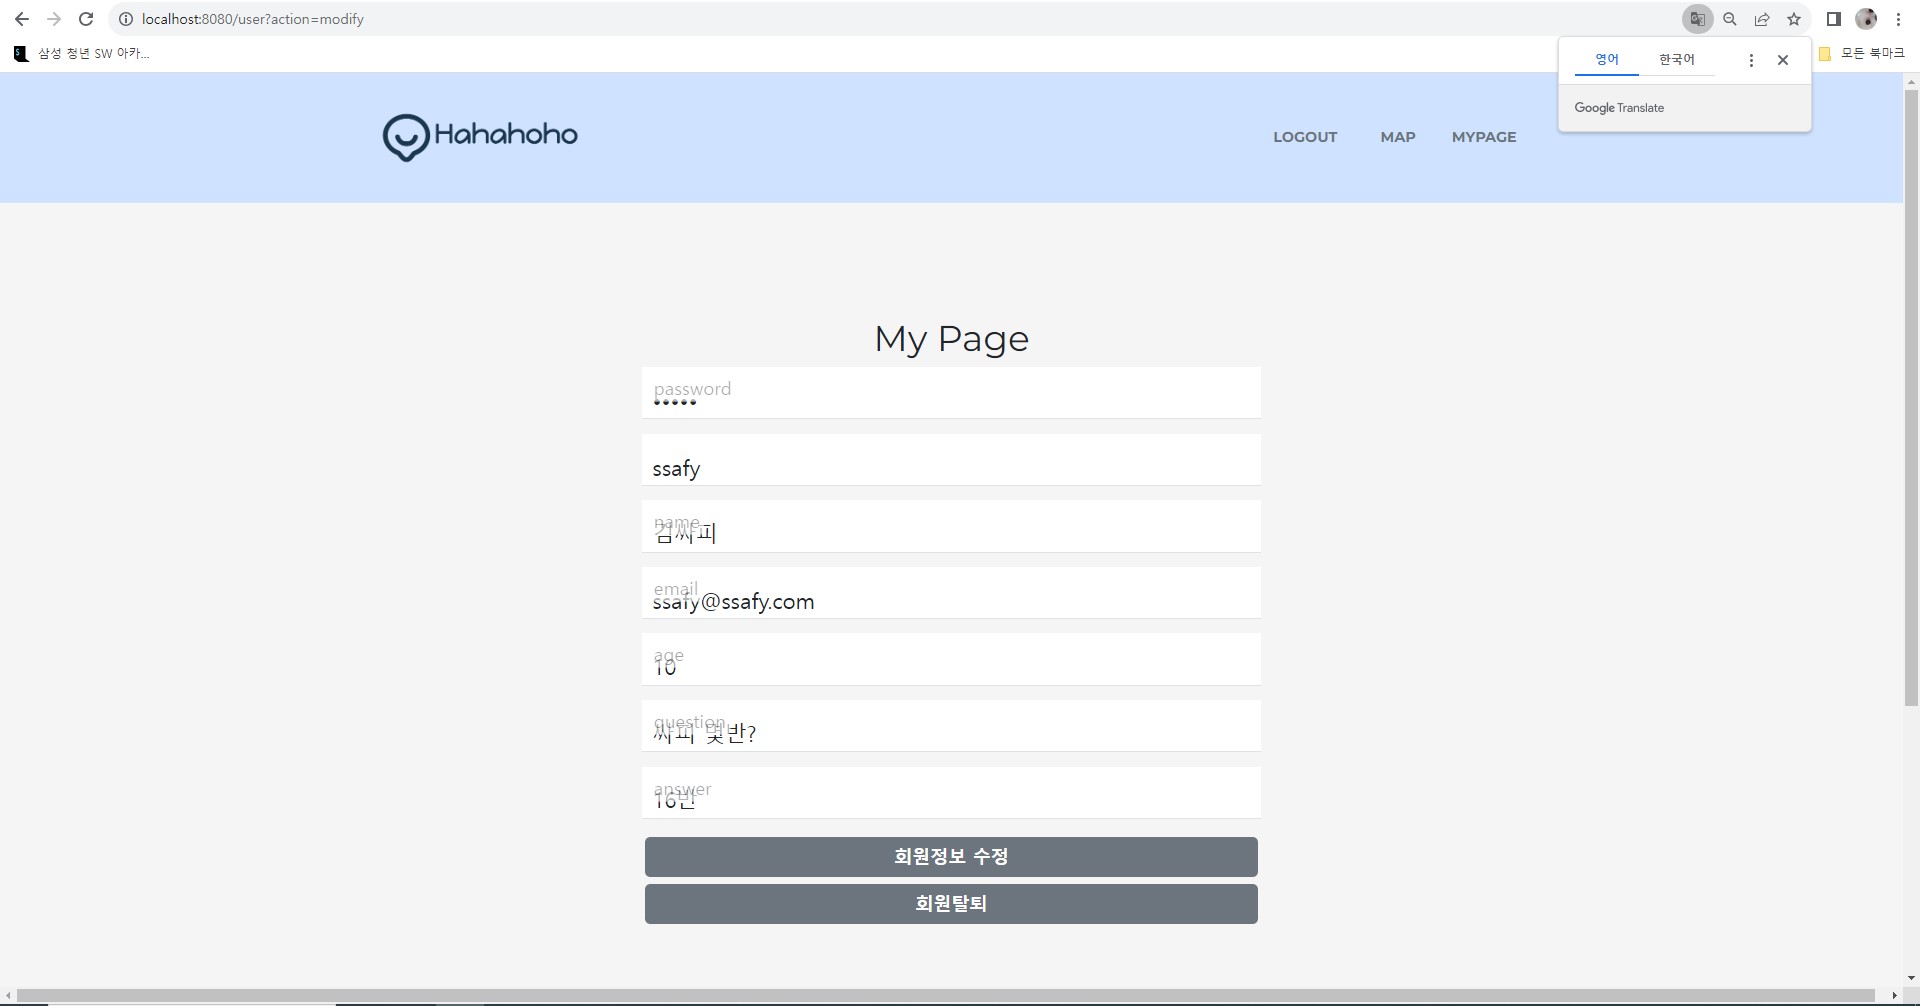 localhost:8080/user?action=modify
삼성 청년 SW 아카...
모든 북마크
영어 한국어
Google Translate
Hahahoho
LOGOUT MAP MYPAGE
My Page
password
•••••
ssafy
name
김싸피
email
ssafy@ssafy.com
age
10
question
싸피 몇반?
answer
16반
회원정보 수정
회원탈퇴